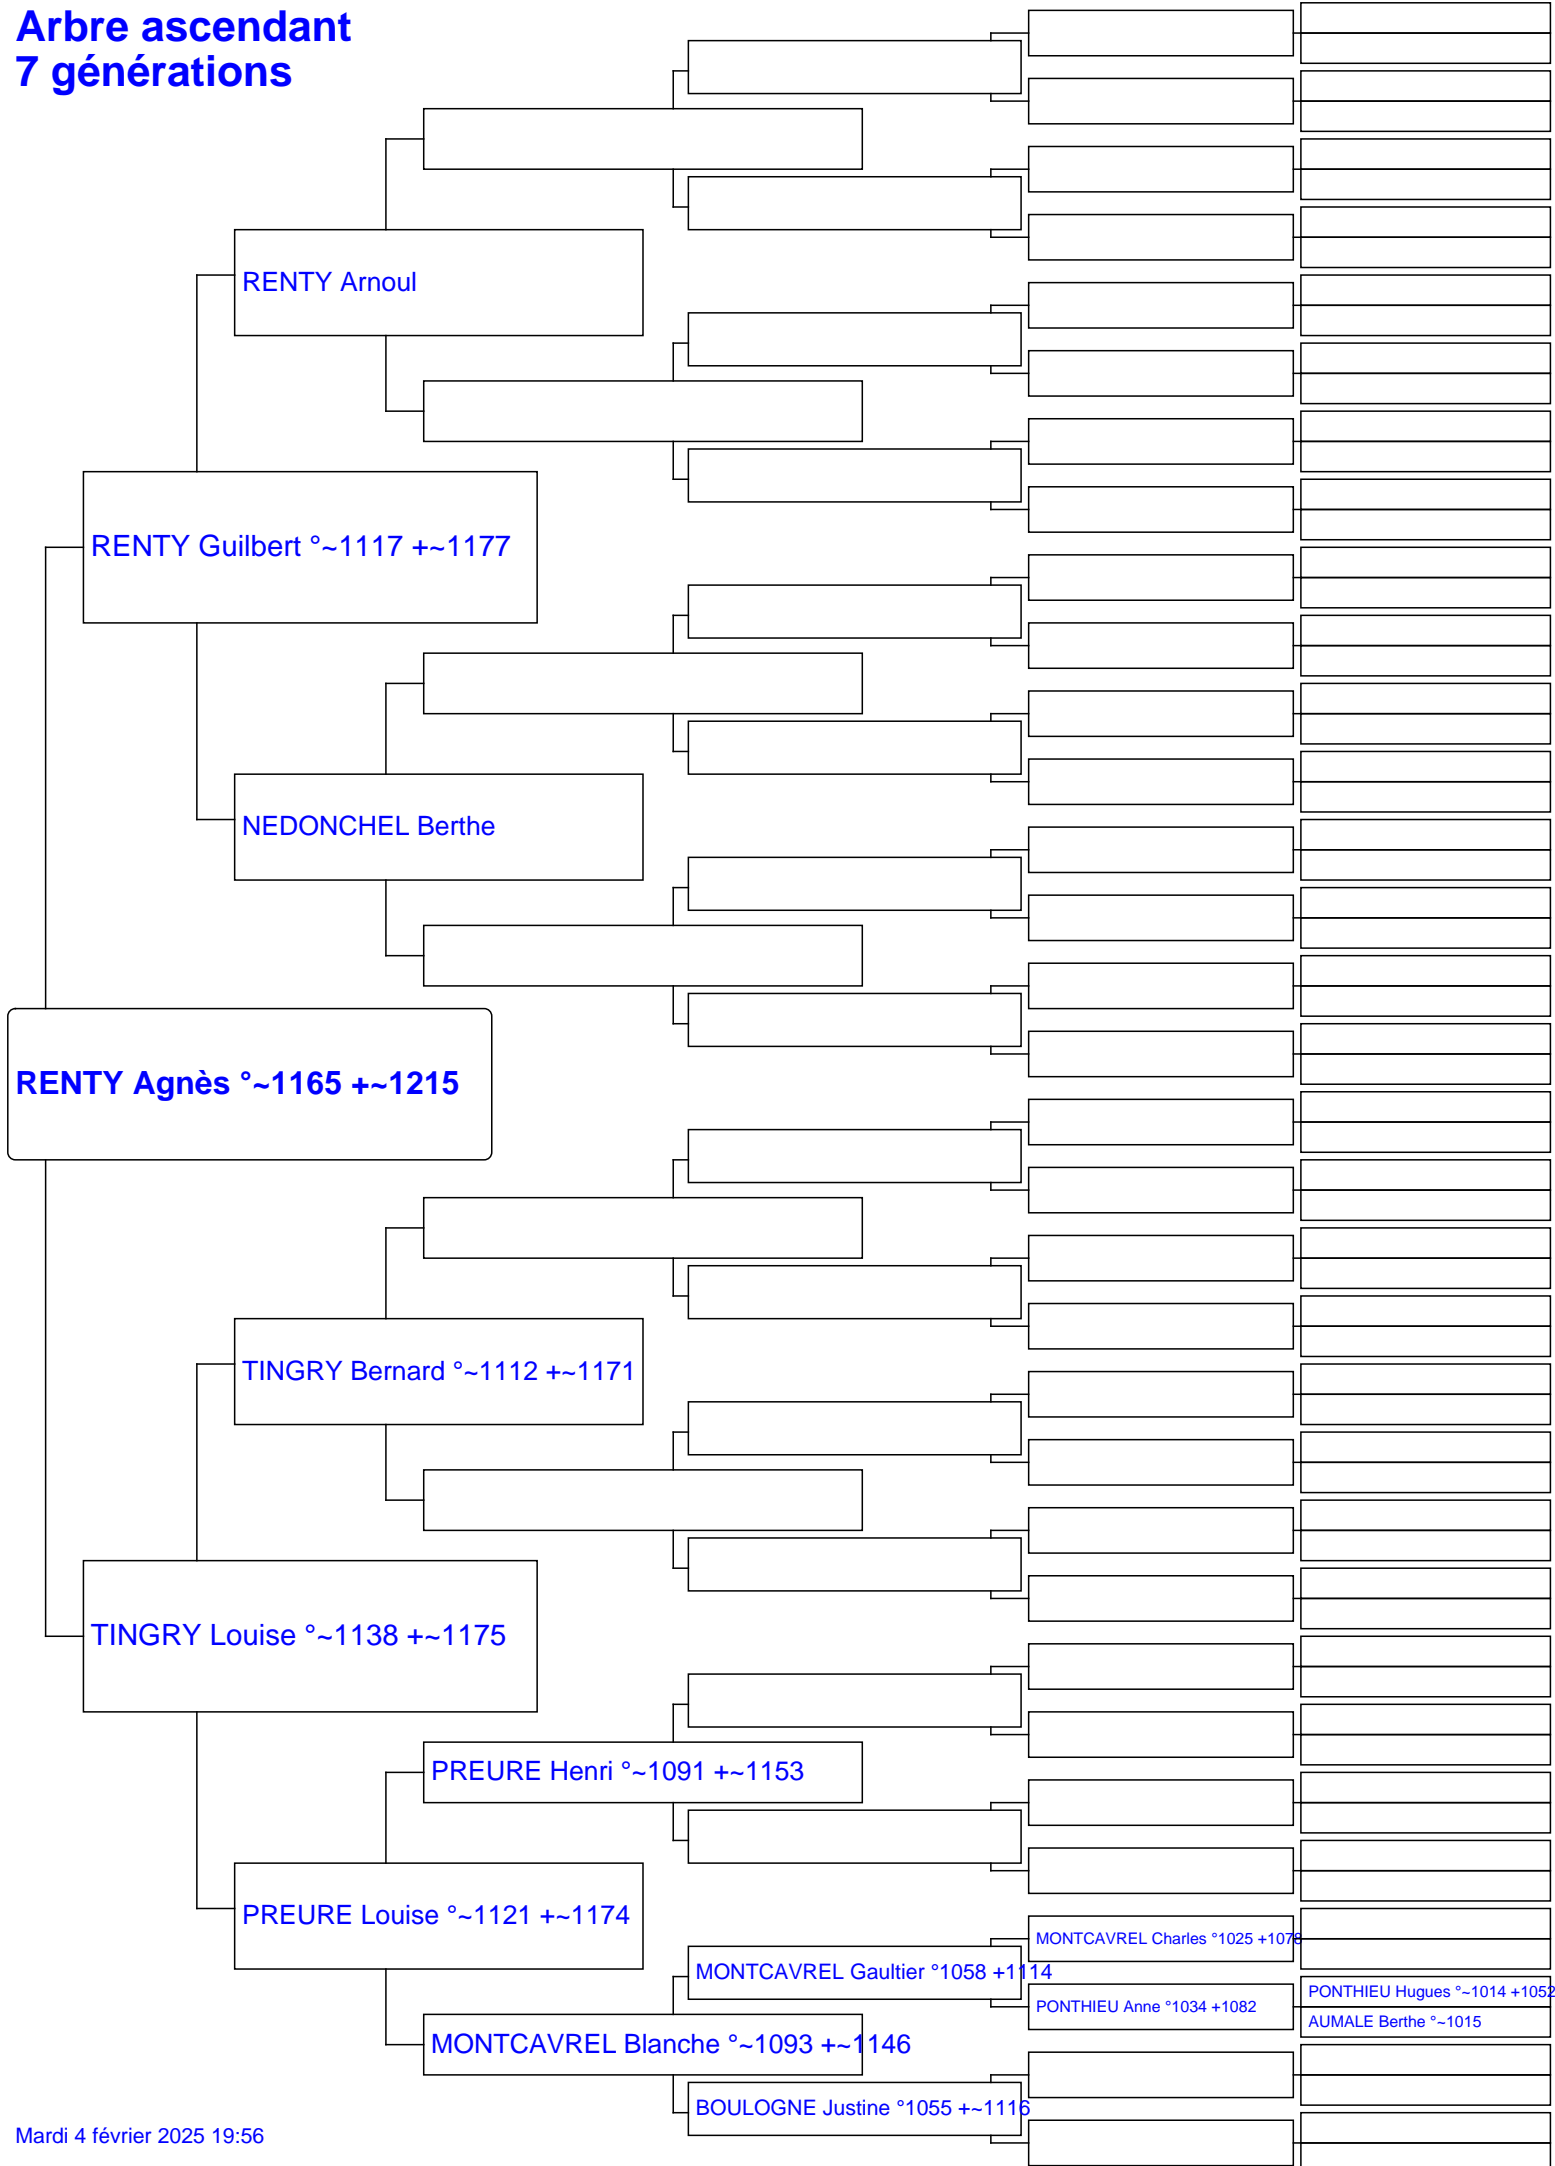 Arbre ascendant
7 générations
RENTY Arnoul
RENTY Guilbert °~1117 +~1177
NEDONCHEL Berthe
RENTY Agnès °~1165 +~1215
TINGRY Bernard °~1112 +~1171
TINGRY Louise °~1138 +~1175
PREURE Henri °~1091 +~1153
PREURE Louise °~1121 +~1174
MONTCAVREL Charles °1025 +1078
MONTCAVREL Gaultier °1058 +1114
PONTHIEU Hugues °~1014 +1052
PONTHIEU Anne °1034 +1082
AUMALE Berthe °~1015
MONTCAVREL Blanche °~1093 +~1146
BOULOGNE Justine °1055 +~1116
Mardi 4 février 2025 19:56